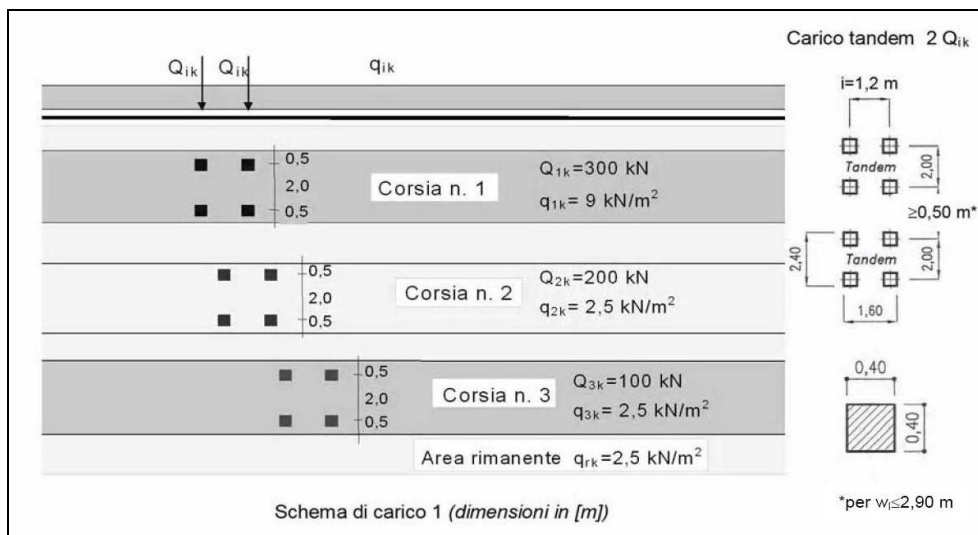 Carico tandem 2 Qik
Qik Qik qik
i=1,2 m
0,5
2,0
0,5
Corsia n. 1
Q1k=300 kN
q1k= 9 kN/m²
Tandem
2,00
≥0,50 m*
0,5
2,0
0,5
Corsia n. 2
Q2k=200 kN
q2k= 2,5 kN/m²
2,40
Tandem
2,00
1,60
0,5
2,0
0,5
Corsia n. 3
Q3k=100 kN
q3k= 2,5 kN/m²
0,40
0,40
Area rimanente qrk=2,5 kN/m²
Schema di carico 1 (dimensioni in [m])
*per wl≤2,90 m